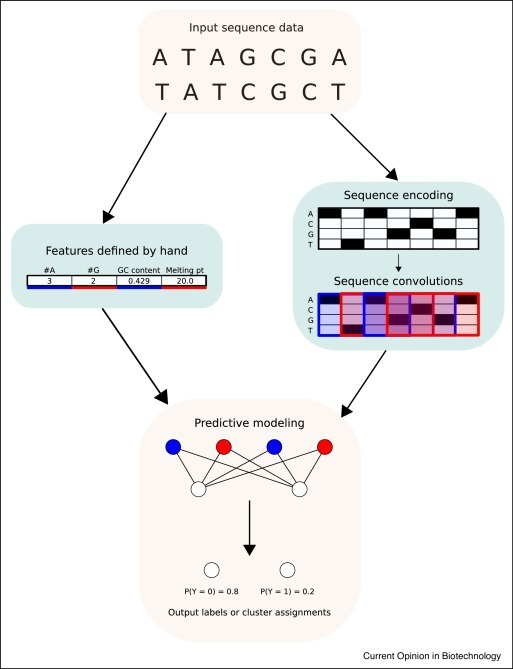 Input sequence data
A T A G C G A
T A T C G C T
Sequence encoding
A
C
G
T
Features defined by hand
#A #G GC content Melting pt
3 2 0.429 20.0
Sequence convolutions
A
C
G
T
Predictive modeling
P(Y = 0) = 0.8 P(Y = 1) = 0.2
Output labels or cluster assignments
Current Opinion in Biotechnology